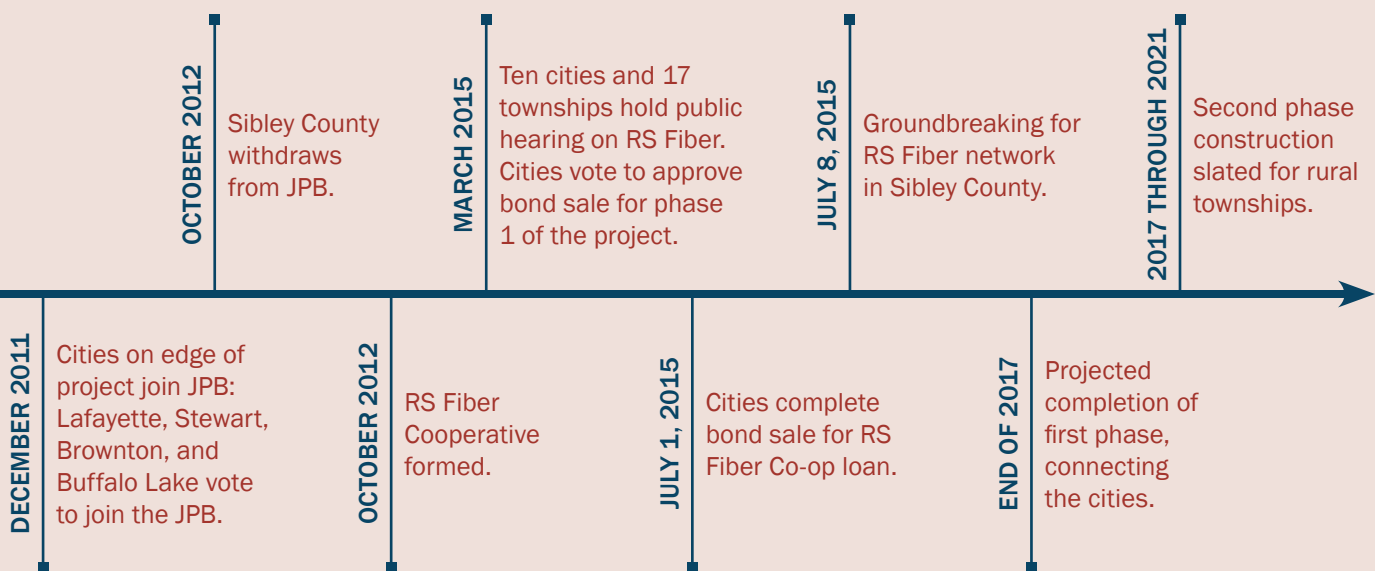 DECEMBER 2011
Cities on edge of
project join JPB:
Lafayette, Stewart,
Brownton, and
Buffalo Lake vote
to join the JPB.
OCTOBER 2012
Sibley County
withdraws
from JPB.
OCTOBER 2012
RS Fiber
Cooperative
formed.
MARCH 2015
Ten cities and 17
townships hold public
hearing on RS Fiber.
Cities vote to approve
bond sale for phase
1 of the project.
JULY 1, 2015
Cities complete
bond sale for RS
Fiber Co-op loan.
JULY 8, 2015
Groundbreaking for
RS Fiber network
in Sibley County.
END OF 2017
Projected
completion of
first phase,
connecting
the cities.
2017 THROUGH 2021
Second phase
construction
slated for rural
townships.